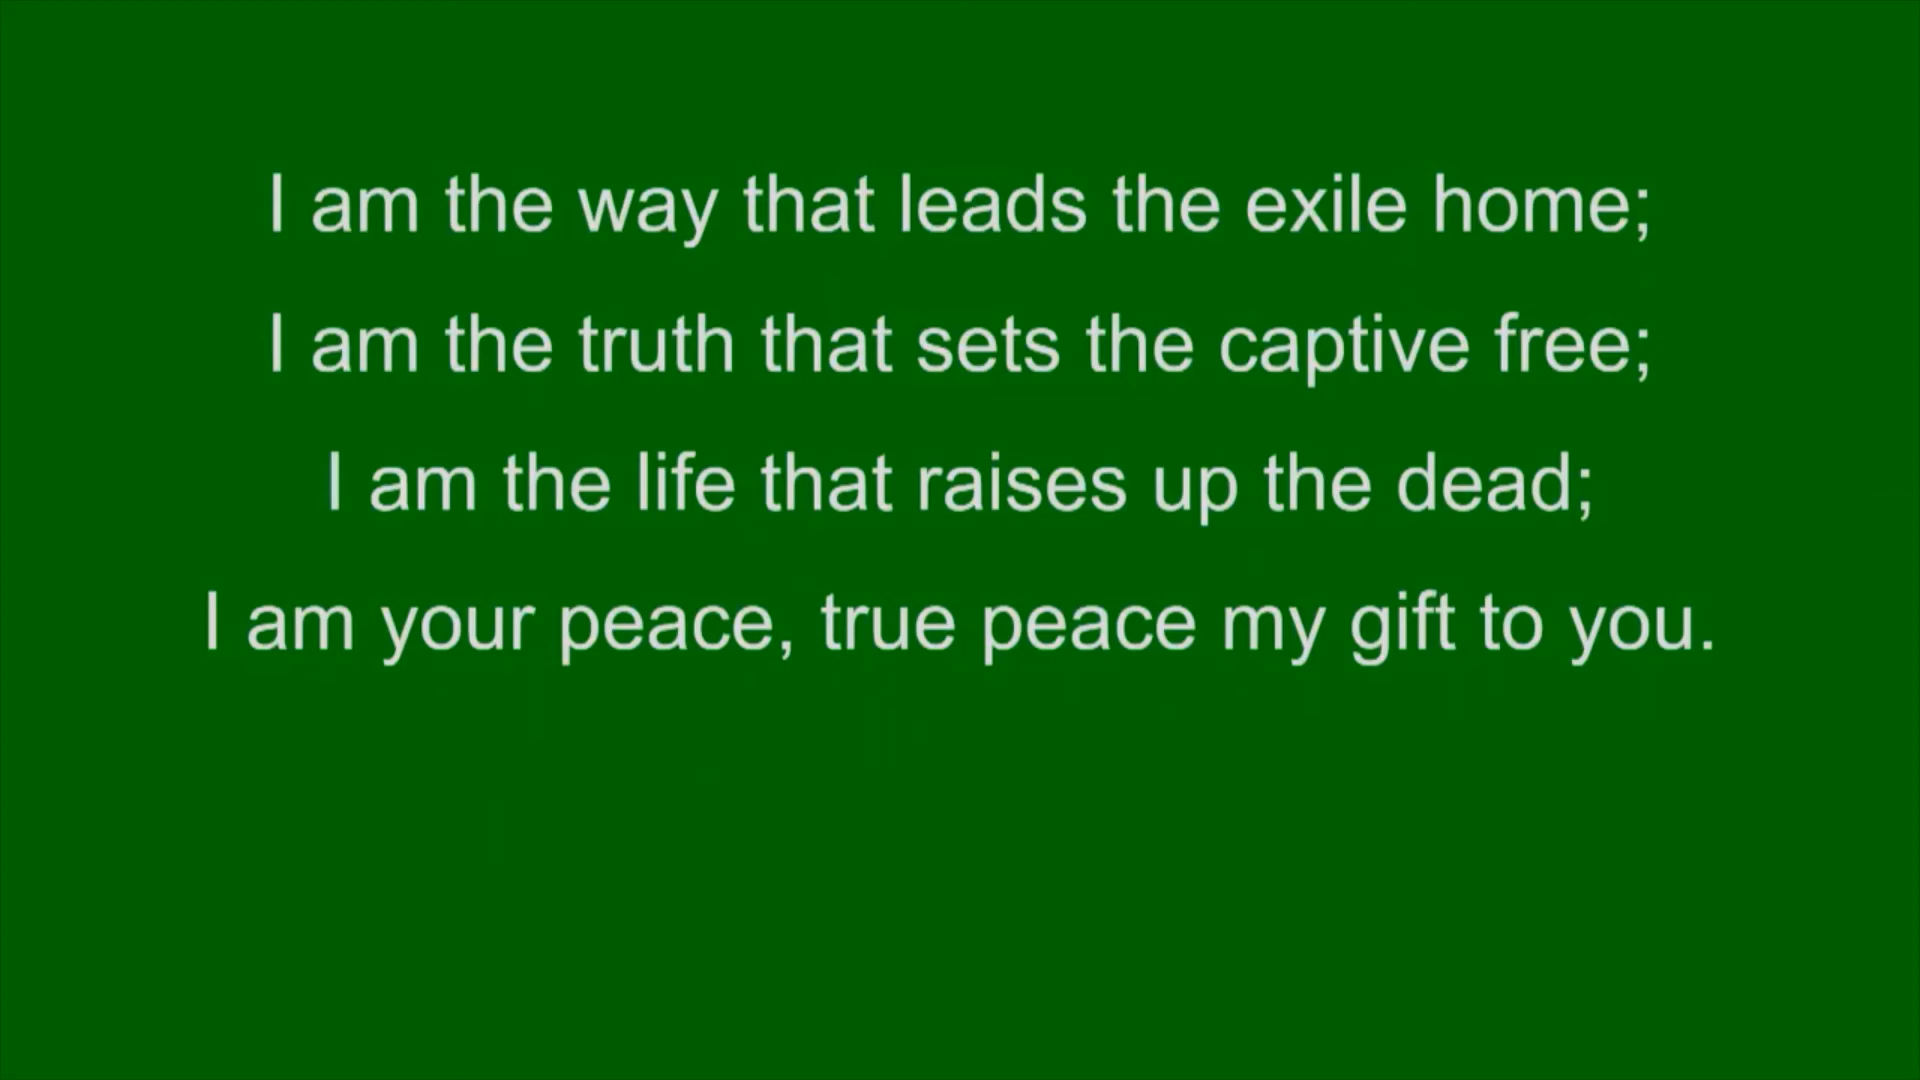 I am the way that leads the exile home;
I am the truth that sets the captive free;
I am the life that raises up the dead;
I am your peace, true peace my gift to you.